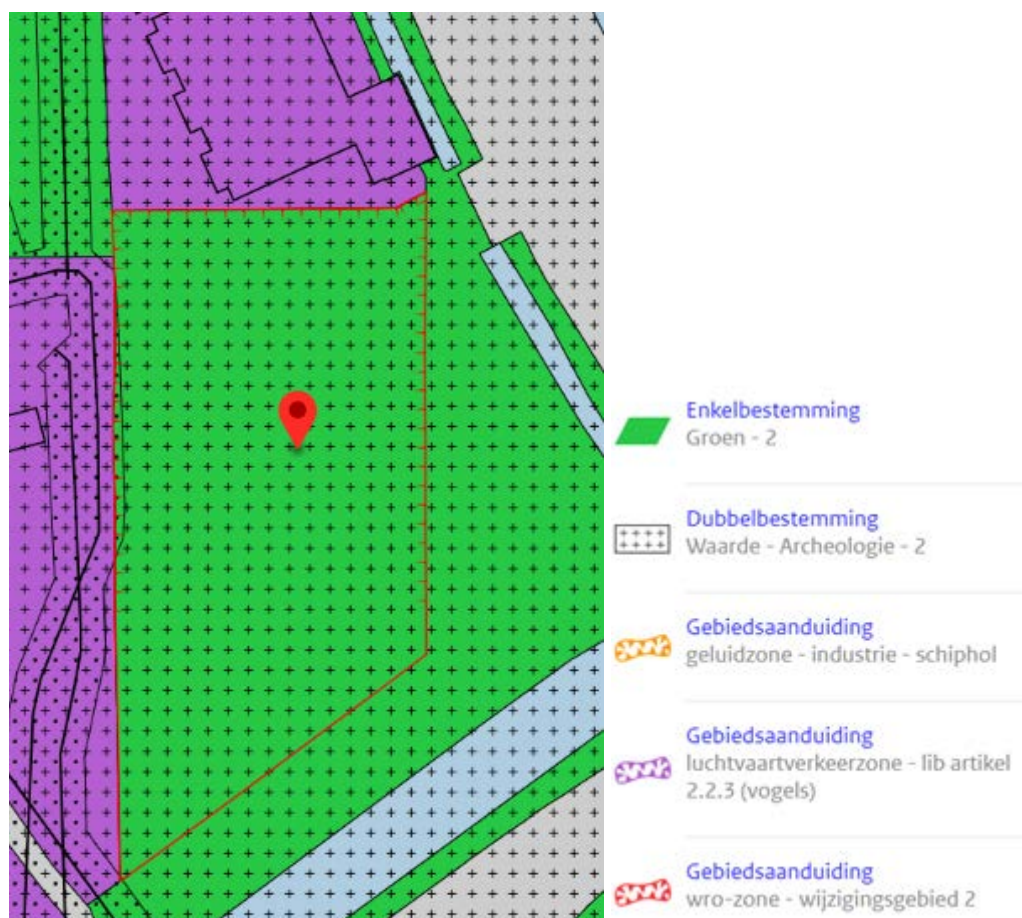 Enkelbestemming
Groen - 2
Dubbelbestemming
Waarde - Archeologie - 2
Gebiedsaanduiding
geluidzone - industrie - schiphol
Gebiedsaanduiding
luchtvaartverkeerzone - lib artikel
2.2.3 (vogels)
Gebiedsaanduiding
wro-zone - wijzigingsgebied 2